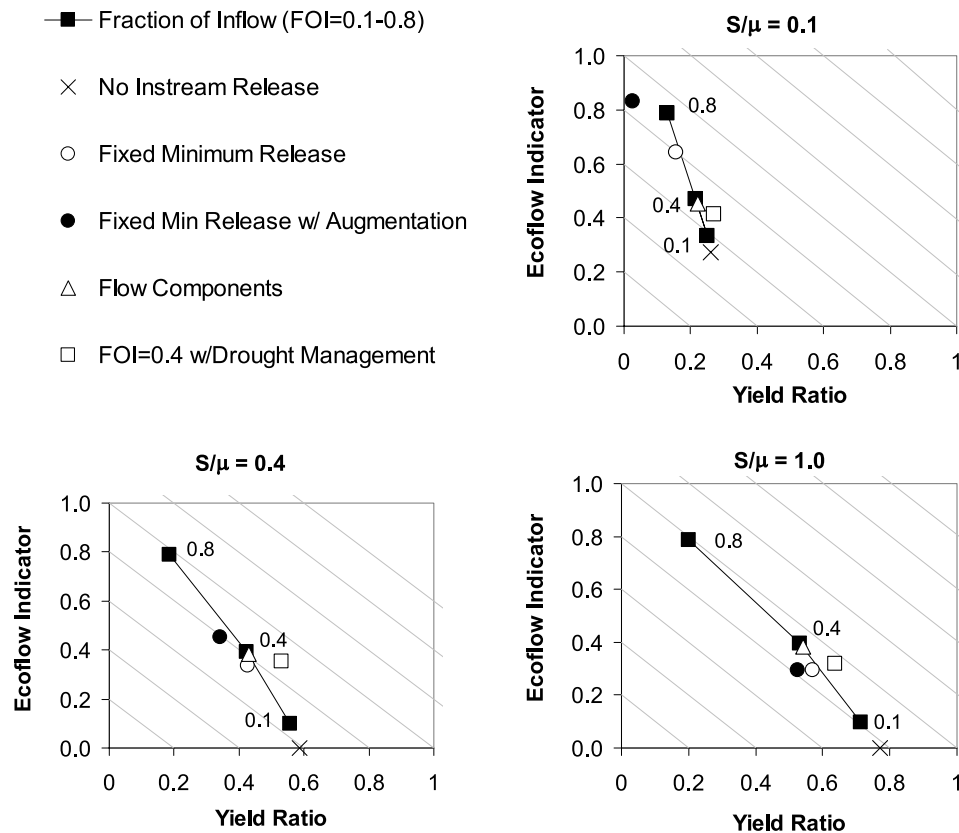 Fraction of Inflow (FOI=0.1-0.8)
No Instream Release
Fixed Minimum Release
Fixed Min Release w/ Augmentation
Flow Components
FOI=0.4 w/Drought Management
S/μ = 0.1
Ecoflow Indicator
1.0
0.8
0.6
0.4
0.2
0.0
0.8
0.4
0.1
0 0.2 0.4 0.6 0.8 1
Yield Ratio
S/μ = 0.4
Ecoflow Indicator
1.0
0.8
0.6
0.4
0.2
0.0
0.8
0.4
0.1
0 0.2 0.4 0.6 0.8 1
Yield Ratio
S/μ = 1.0
Ecoflow Indicator
1.0
0.8
0.6
0.4
0.2
0.0
0.8
0.4
0.1
0 0.2 0.4 0.6 0.8 1
Yield Ratio